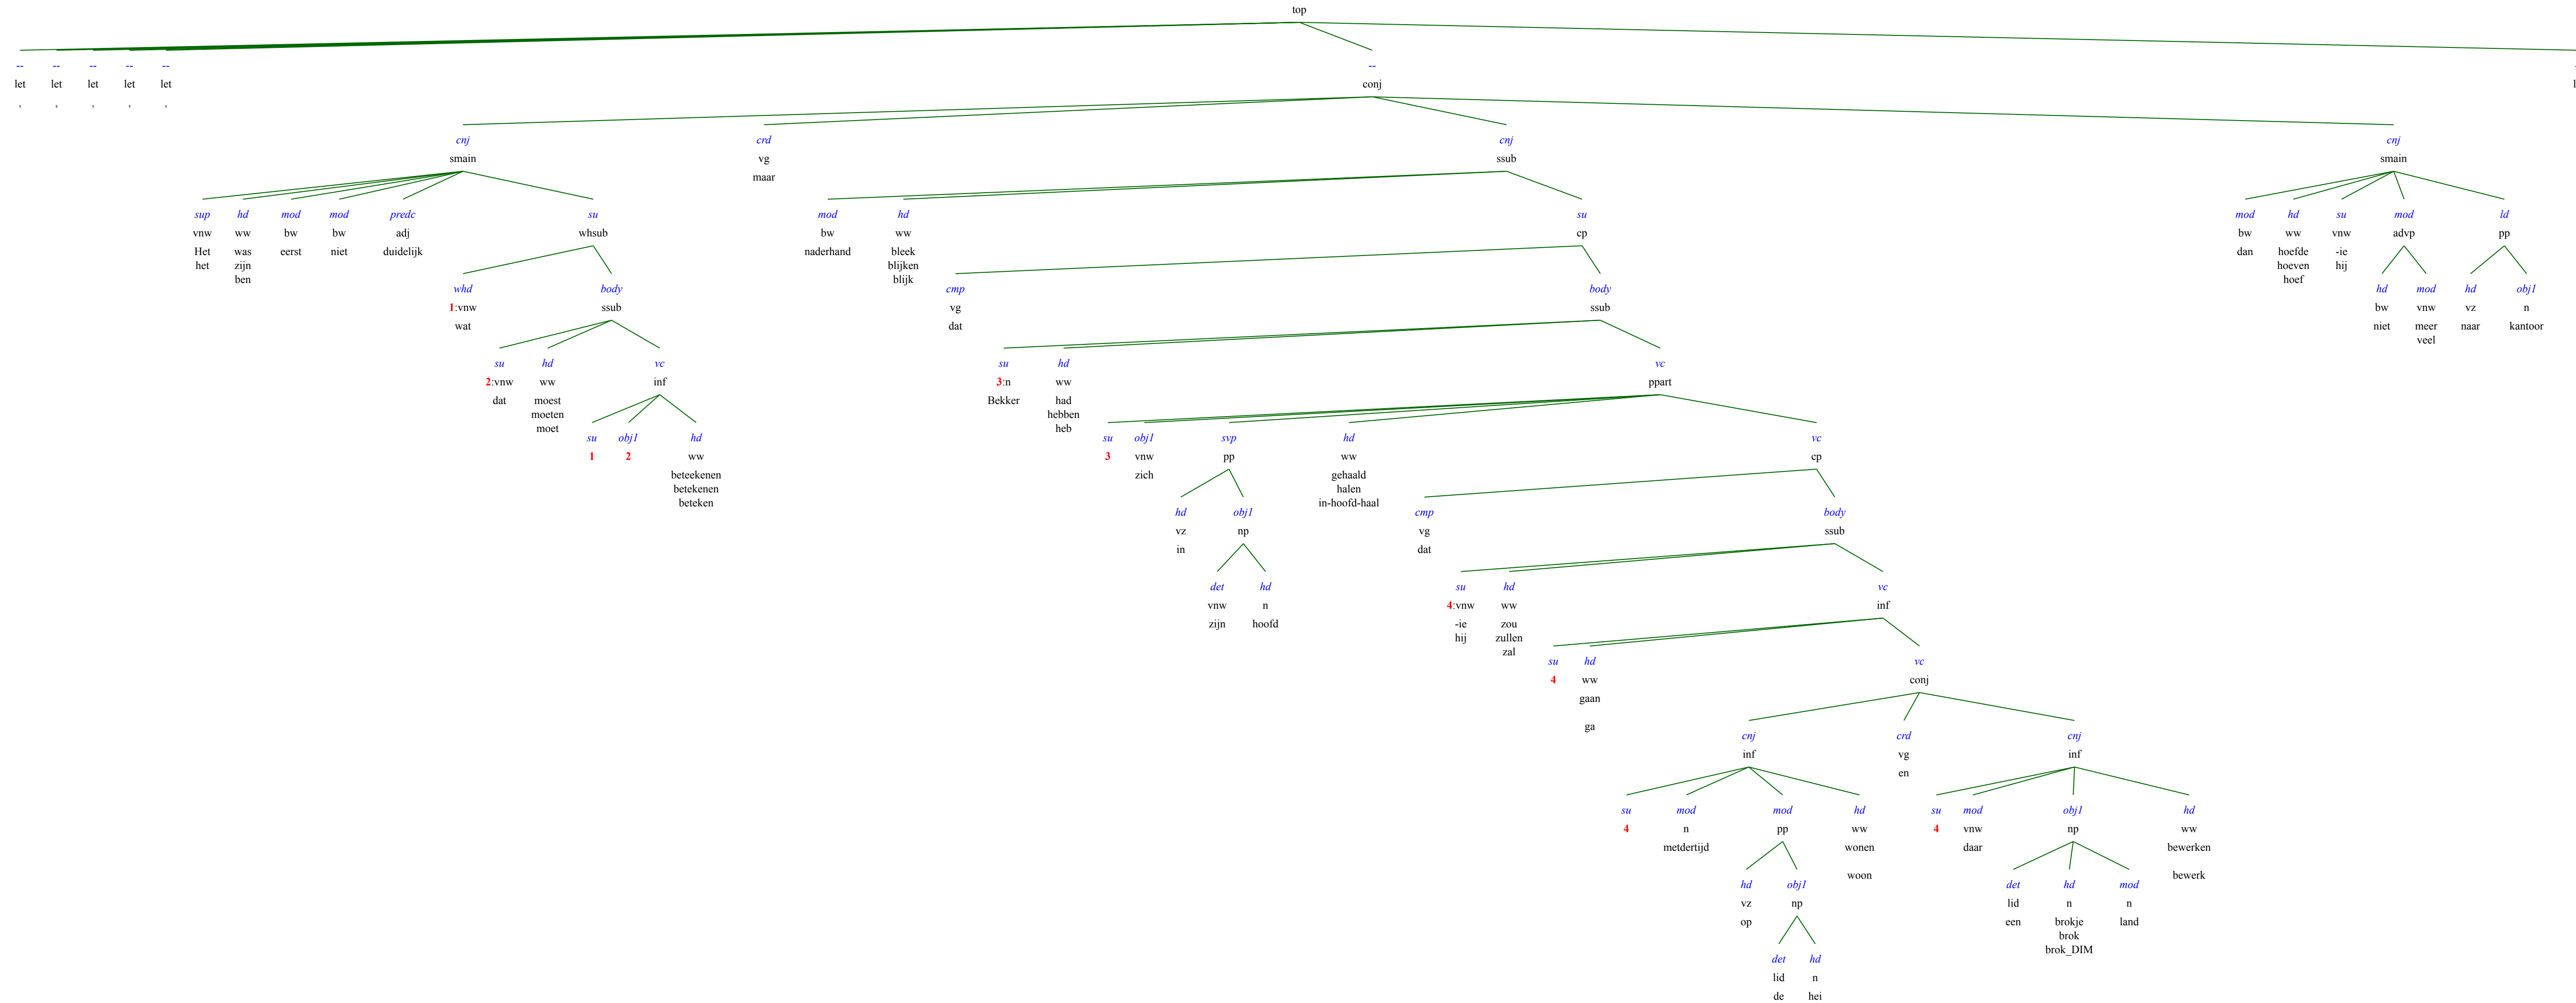 top
-- -- -- -- -- --
let let let let let conj
, , , , ,
cnj crd cnj cnj
smain vg ssub smain
maar
sup hd mod mod predc su mod hd su mod hd su mod ld
vnw ww bw bw adj whsub bw ww cp bw ww vnw advp pp
Het was eerst niet duidelijk naderhand bleek dan hoefde -ie
het zijn blijken hoeven hij
ben blijk hoef
whd body cmp body hd mod hd obj1
1:vnw ssub vg ssub bw vnw vz n
wat dat niet meer naar kantoor
veel
su hd vc su hd vc
2:vnw ww inf 3:n ww ppart
dat moest Bekker had
moeten hebben
moet heb
su obj1 hd su obj1 svp hd vc
1 2 ww 3 vnw pp ww cp
beteekenen zich gehaald
betekenen halen
beteken in-hoofd-haal
hd obj1 cmp body
vz np vg ssub
in dat
det hd su hd vc
vnw n 4:vnw ww inf
zijn hoofd -ie zou
hij zullen
zal
su hd vc
4 ww conj
gaan
ga
cnj crd cnj
inf vg inf
en
su mod mod hd su mod obj1 hd
4 n pp ww 4 vnw np ww
metdertijd wonen daar bewerken
woon bewerk
hd obj1 det hd mod
vz np lid n n
op een brokje land
brok
brok_DIM
det hd
lid n
de hei